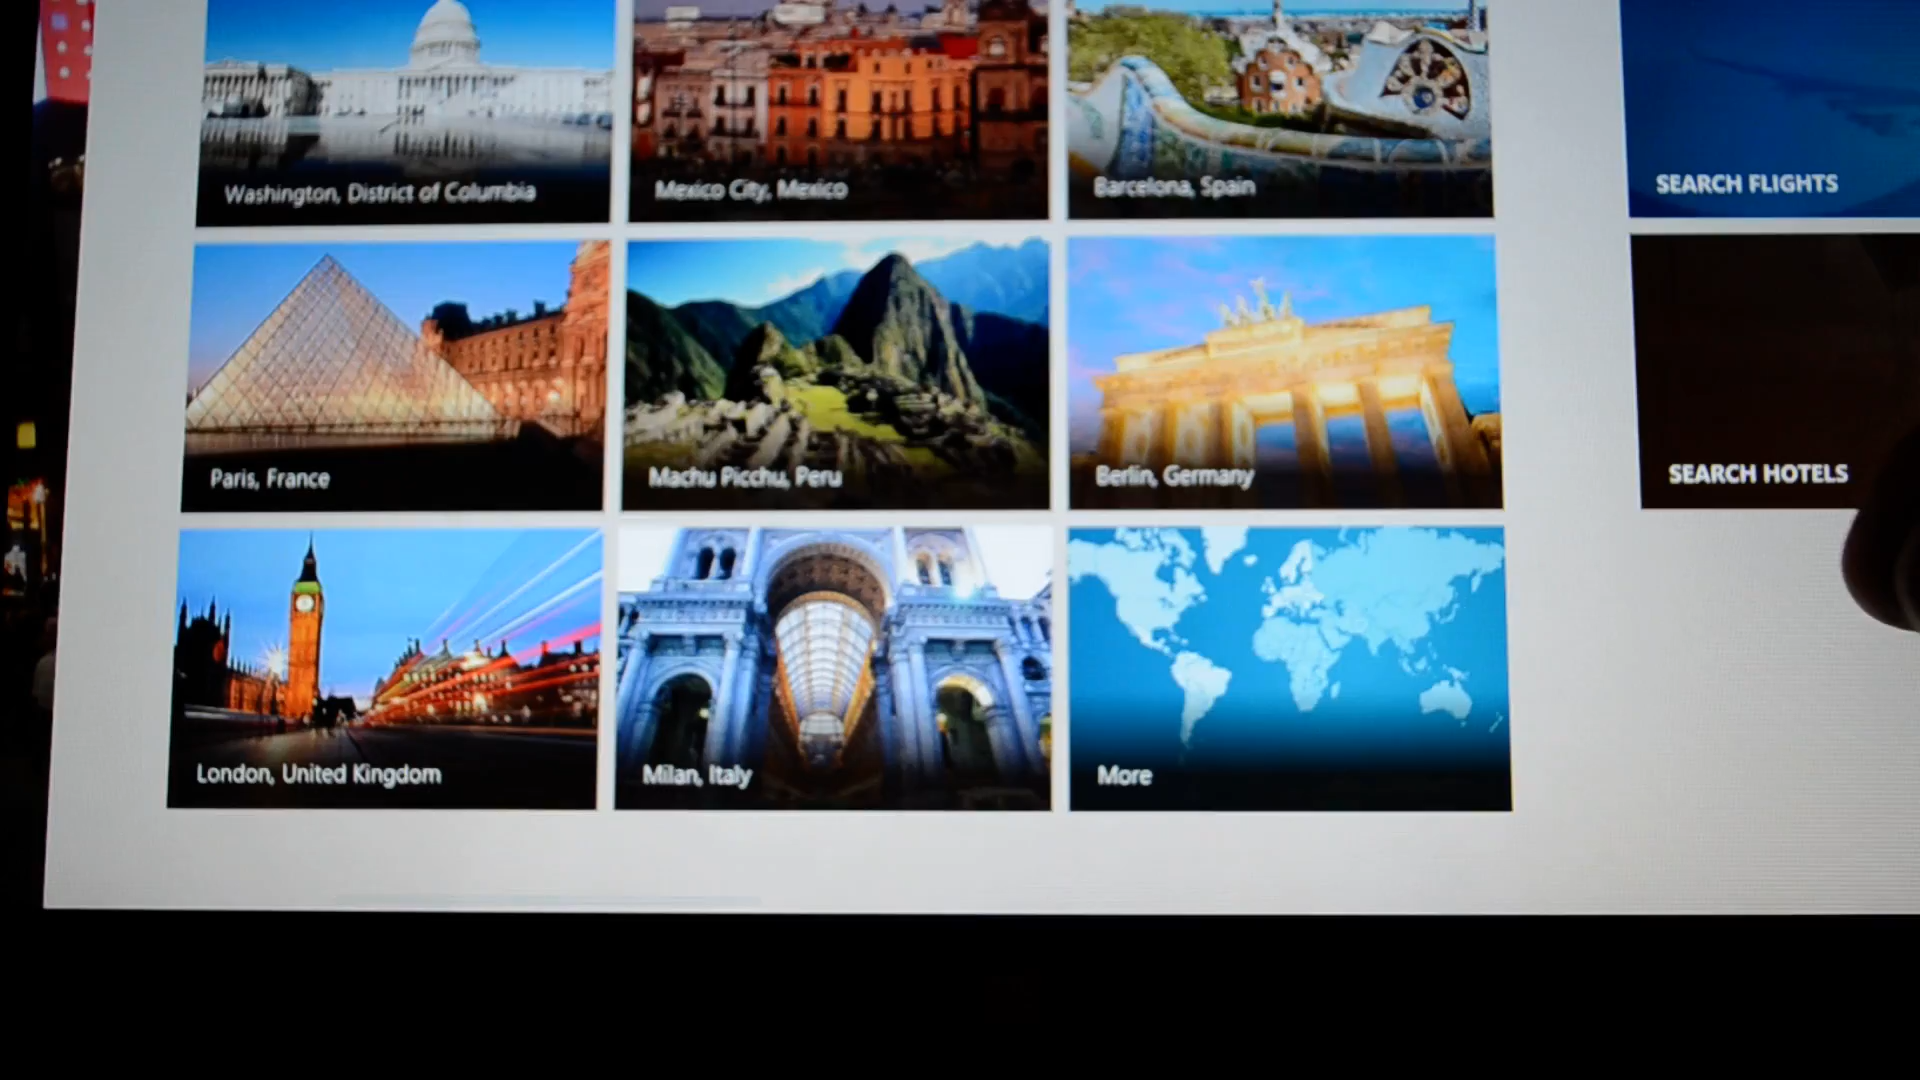 Washington, District of Columbia
Mexico City, Mexico
Barcelona, Spain
SEARCH FLIGHTS
Paris, France
Machu Picchu, Peru
Berlin, Germany
SEARCH HOTELS
London, United Kingdom
Milan, Italy
More